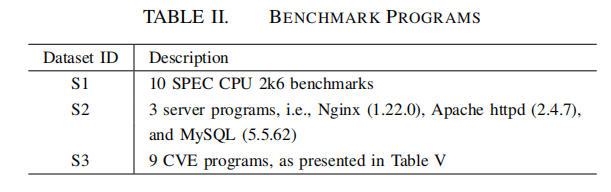 TABLE II. BENCHMARK PROGRAMS
Dataset ID Description
S1 10 SPEC CPU 2k6 benchmarks
S2 3 server programs, i.e., Nginx (1.22.0), Apache httpd (2.4.7),
and MySQL (5.5.62)
S3 9 CVE programs, as presented in Table V